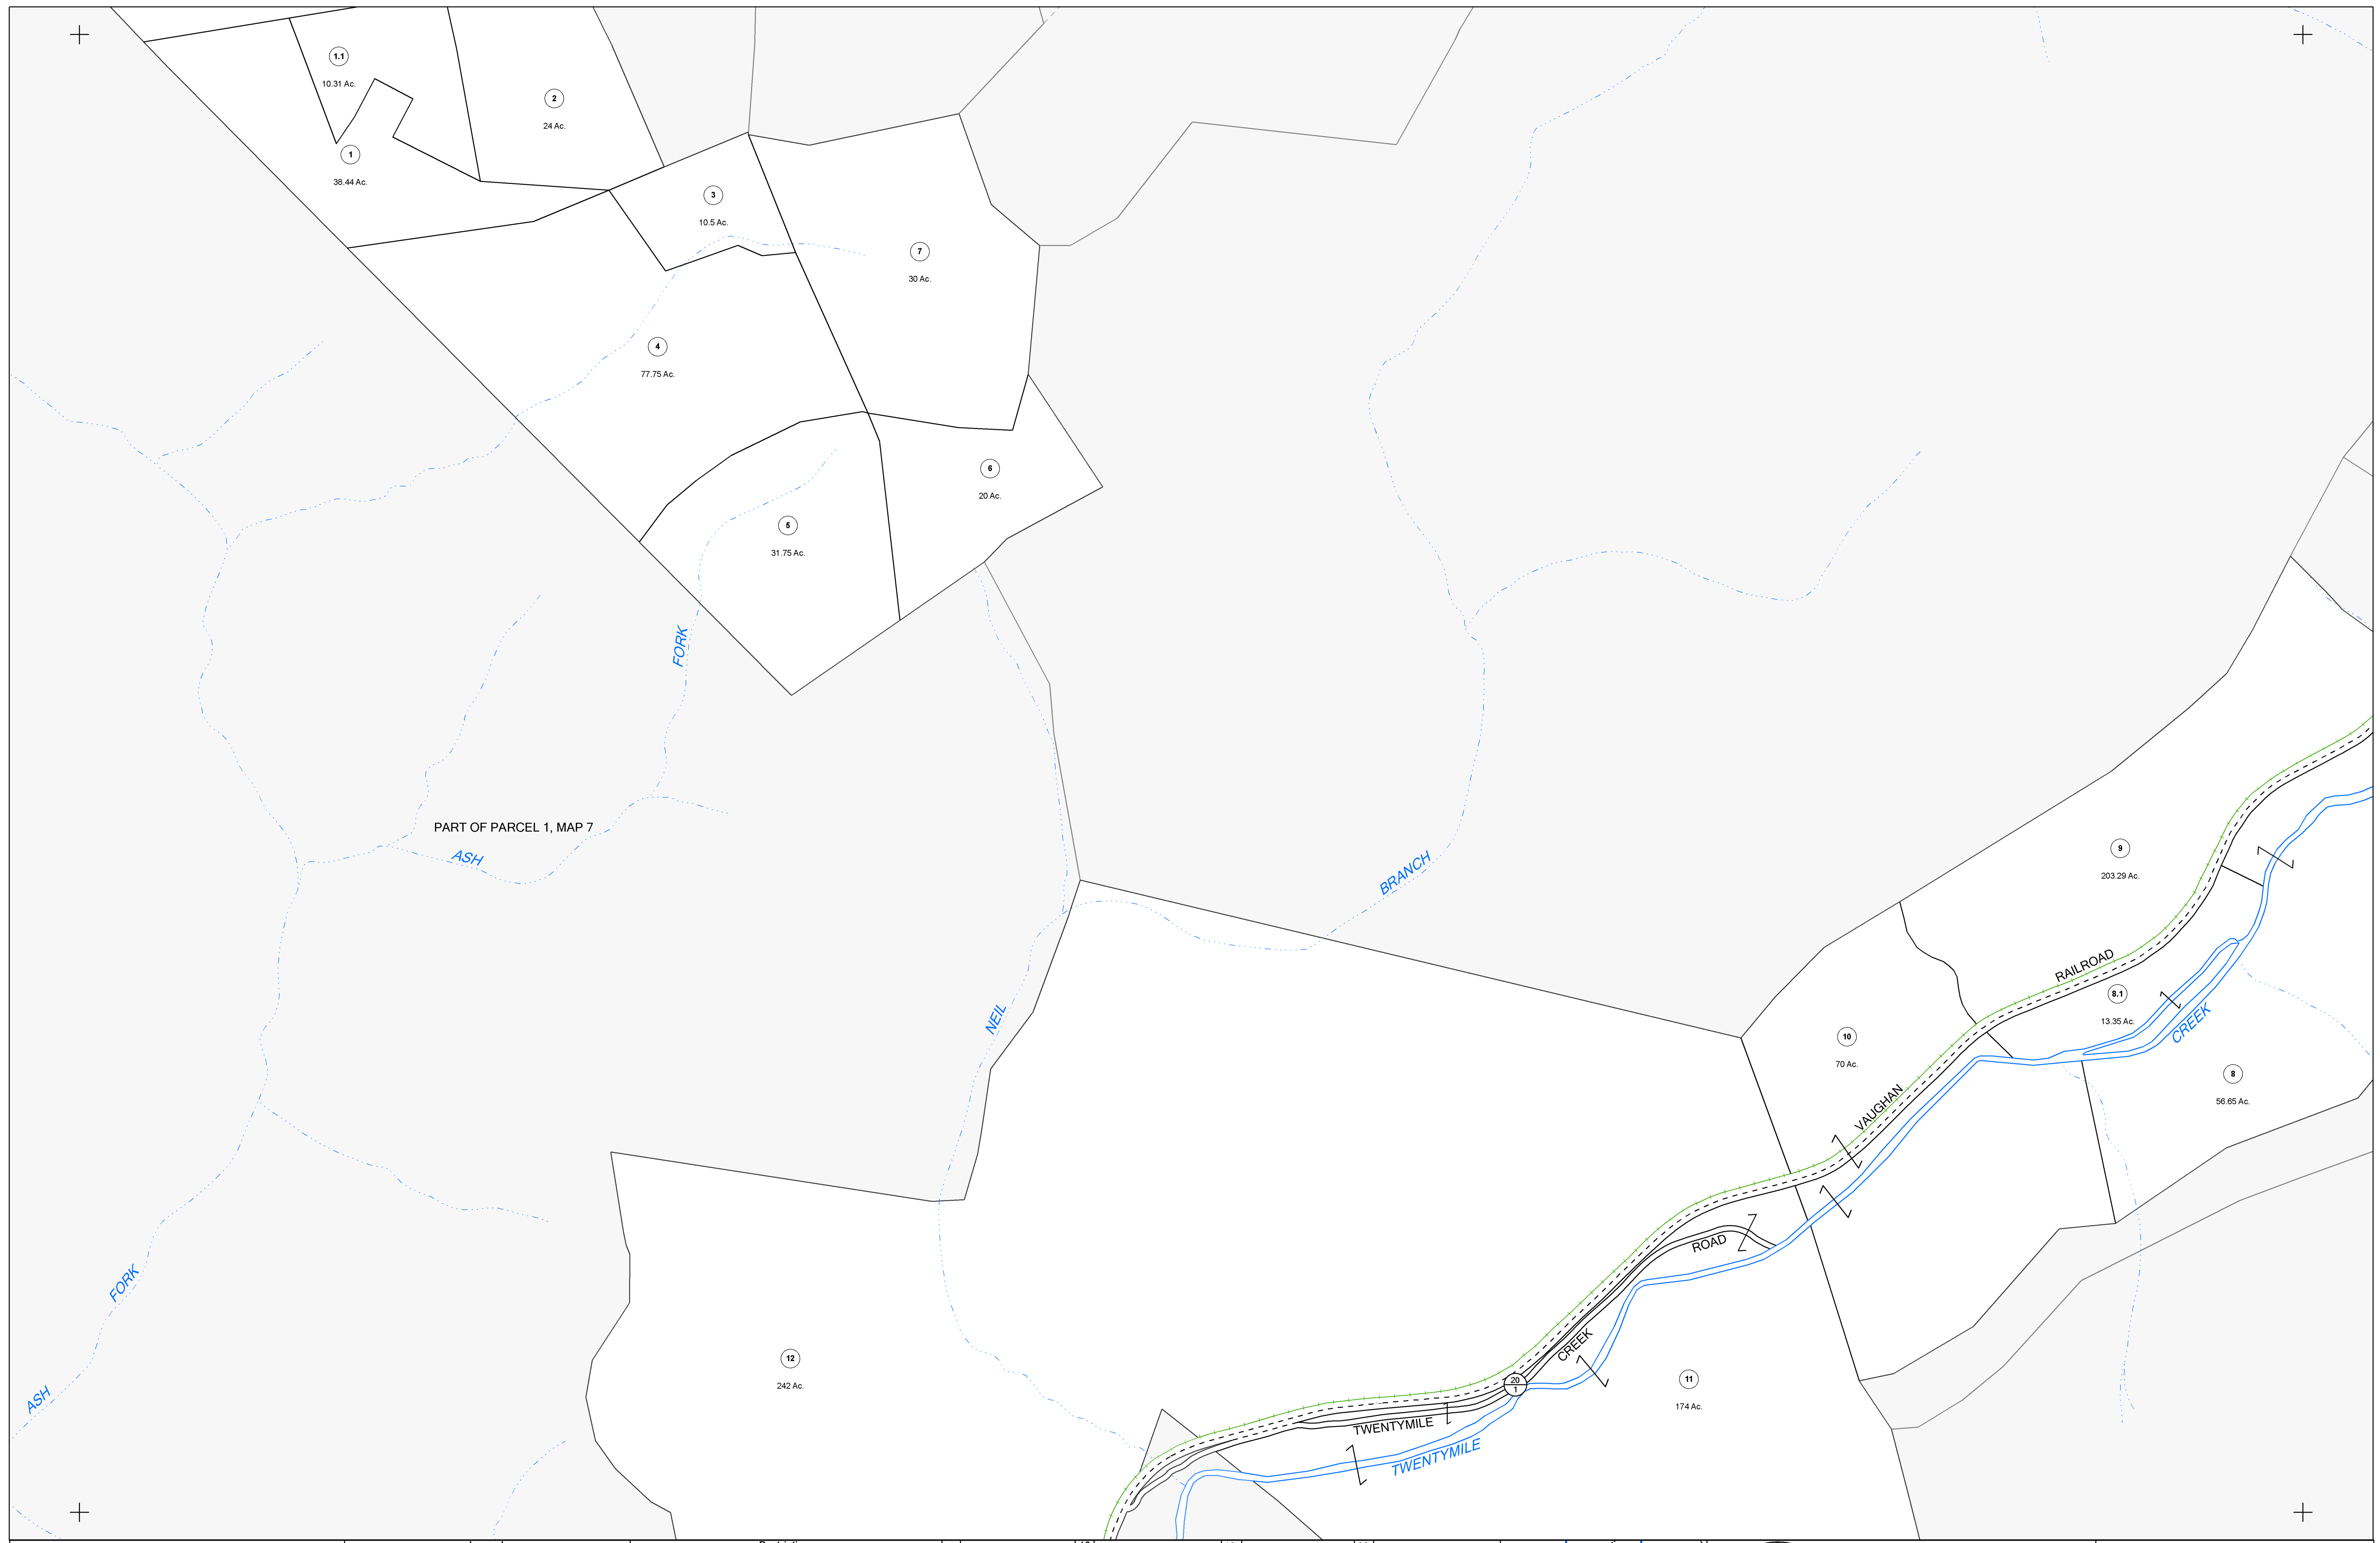 1.1
10.31 Ac.
2
24 Ac.
1
38.44 Ac.
3
10.5 Ac.
7
30 Ac.
4
77.75 Ac.
6
20 Ac.
5
31.75 Ac.
FORK
PART OF PARCEL 1, MAP 7
ASH
BRANCH
9
203.29 Ac.
RAILROAD
8.1
13.35 Ac.
CREEK
NEIL
10
70 Ac.
8
56.65 Ac.
VAUGHAN
ROAD
FORK
CREEK
12
242 Ac.
20
1
11
174 Ac.
ASH
TWENTYMILE
TWENTYMILE